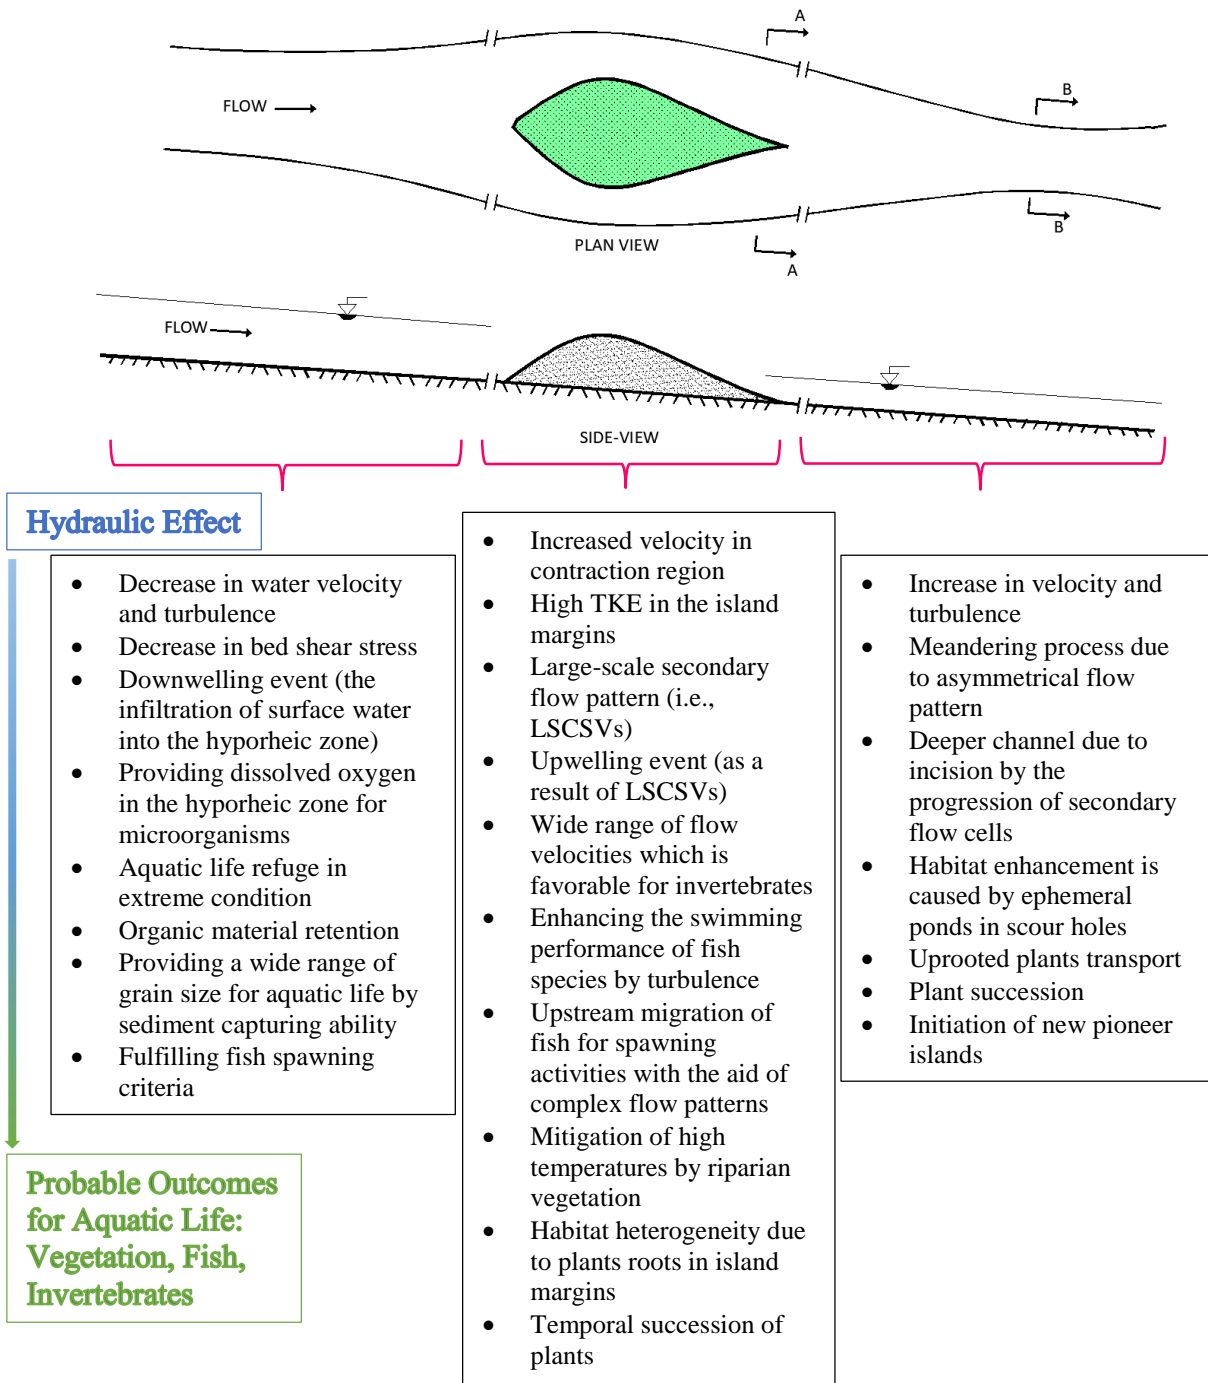 A
FLOW
B
PLAN VIEW
B
A
FLOW
SIDE-VIEW
Hydraulic Effect
• Decrease in water velocity
and turbulence
• Decrease in bed shear stress
• Downwelling event (the
infiltration of surface water
into the hyporheic zone)
• Providing dissolved oxygen
in the hyporheic zone for
microorganisms
• Aquatic life refuge in
extreme condition
• Organic material retention
• Providing a wide range of
grain size for aquatic life by
sediment capturing ability
• Fulfilling fish spawning
criteria
• Increased velocity in
contraction region
• High TKE in the island
margins
• Large-scale secondary
flow pattern (i.e.,
LSCSVs)
• Upwelling event (as a
result of LSCSVs)
• Wide range of flow
velocities which is
favorable for invertebrates
• Enhancing the swimming
performance of fish
species by turbulence
• Upstream migration of
fish for spawning
activities with the aid of
complex flow patterns
• Mitigation of high
temperatures by riparian
vegetation
• Habitat heterogeneity due
to plants roots in island
margins
• Temporal succession of
plants
• Increase in velocity and
turbulence
• Meandering process due
to asymmetrical flow
pattern
• Deeper channel due to
incision by the
progression of secondary
flow cells
• Habitat enhancement is
caused by ephemeral
ponds in scour holes
• Uprooted plants transport
• Plant succession
• Initiation of new pioneer
islands
Probable Outcomes
for Aquatic Life:
Vegetation, Fish,
Invertebrates